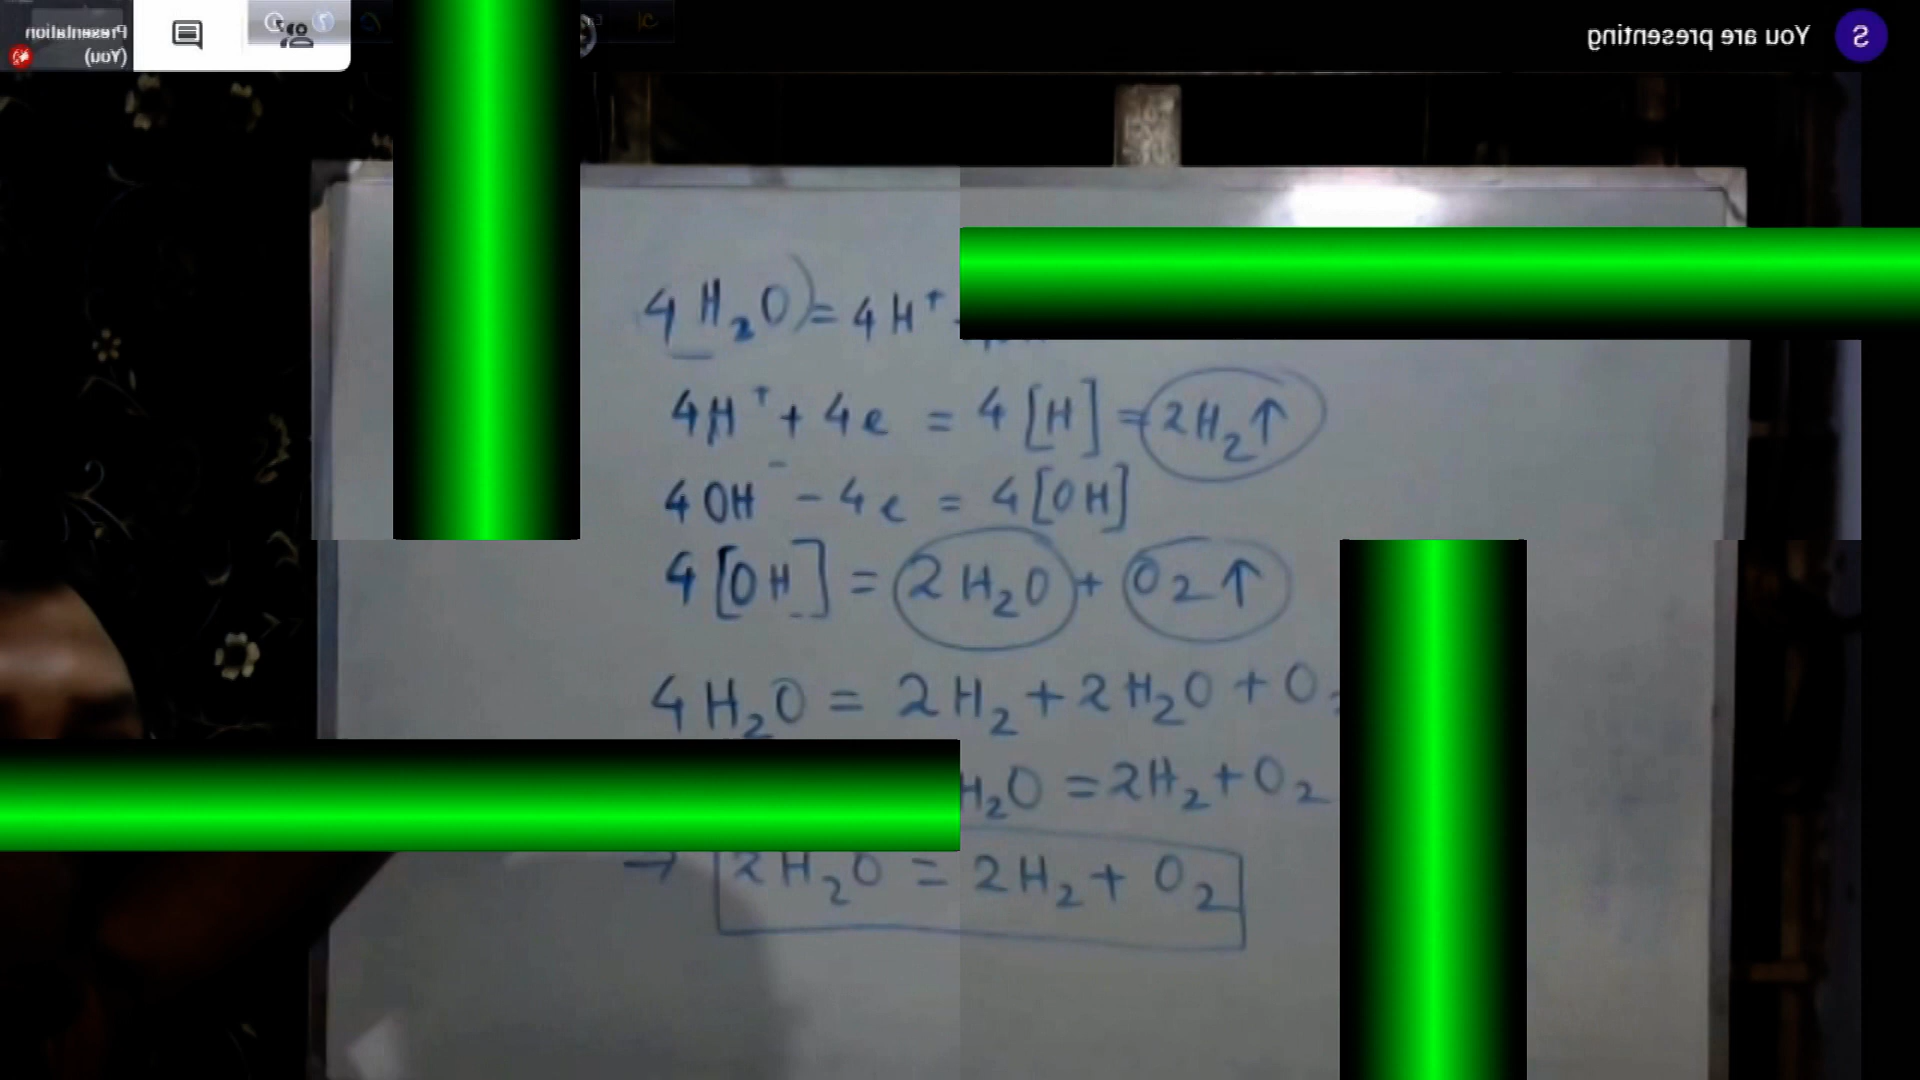 Presentation
(You)
S You are presenting
4H₂O) = 4H⁺
4H⁺ + 4e = 4[H] = 2H₂↑
4OH⁻ - 4e = 4[OH]
4[OH] = 2H₂O + O₂↑
4H₂O = 2H₂ + 2H₂O + O
H₂O = 2H₂ + O₂
→ 2H₂O = 2H₂ + O₂